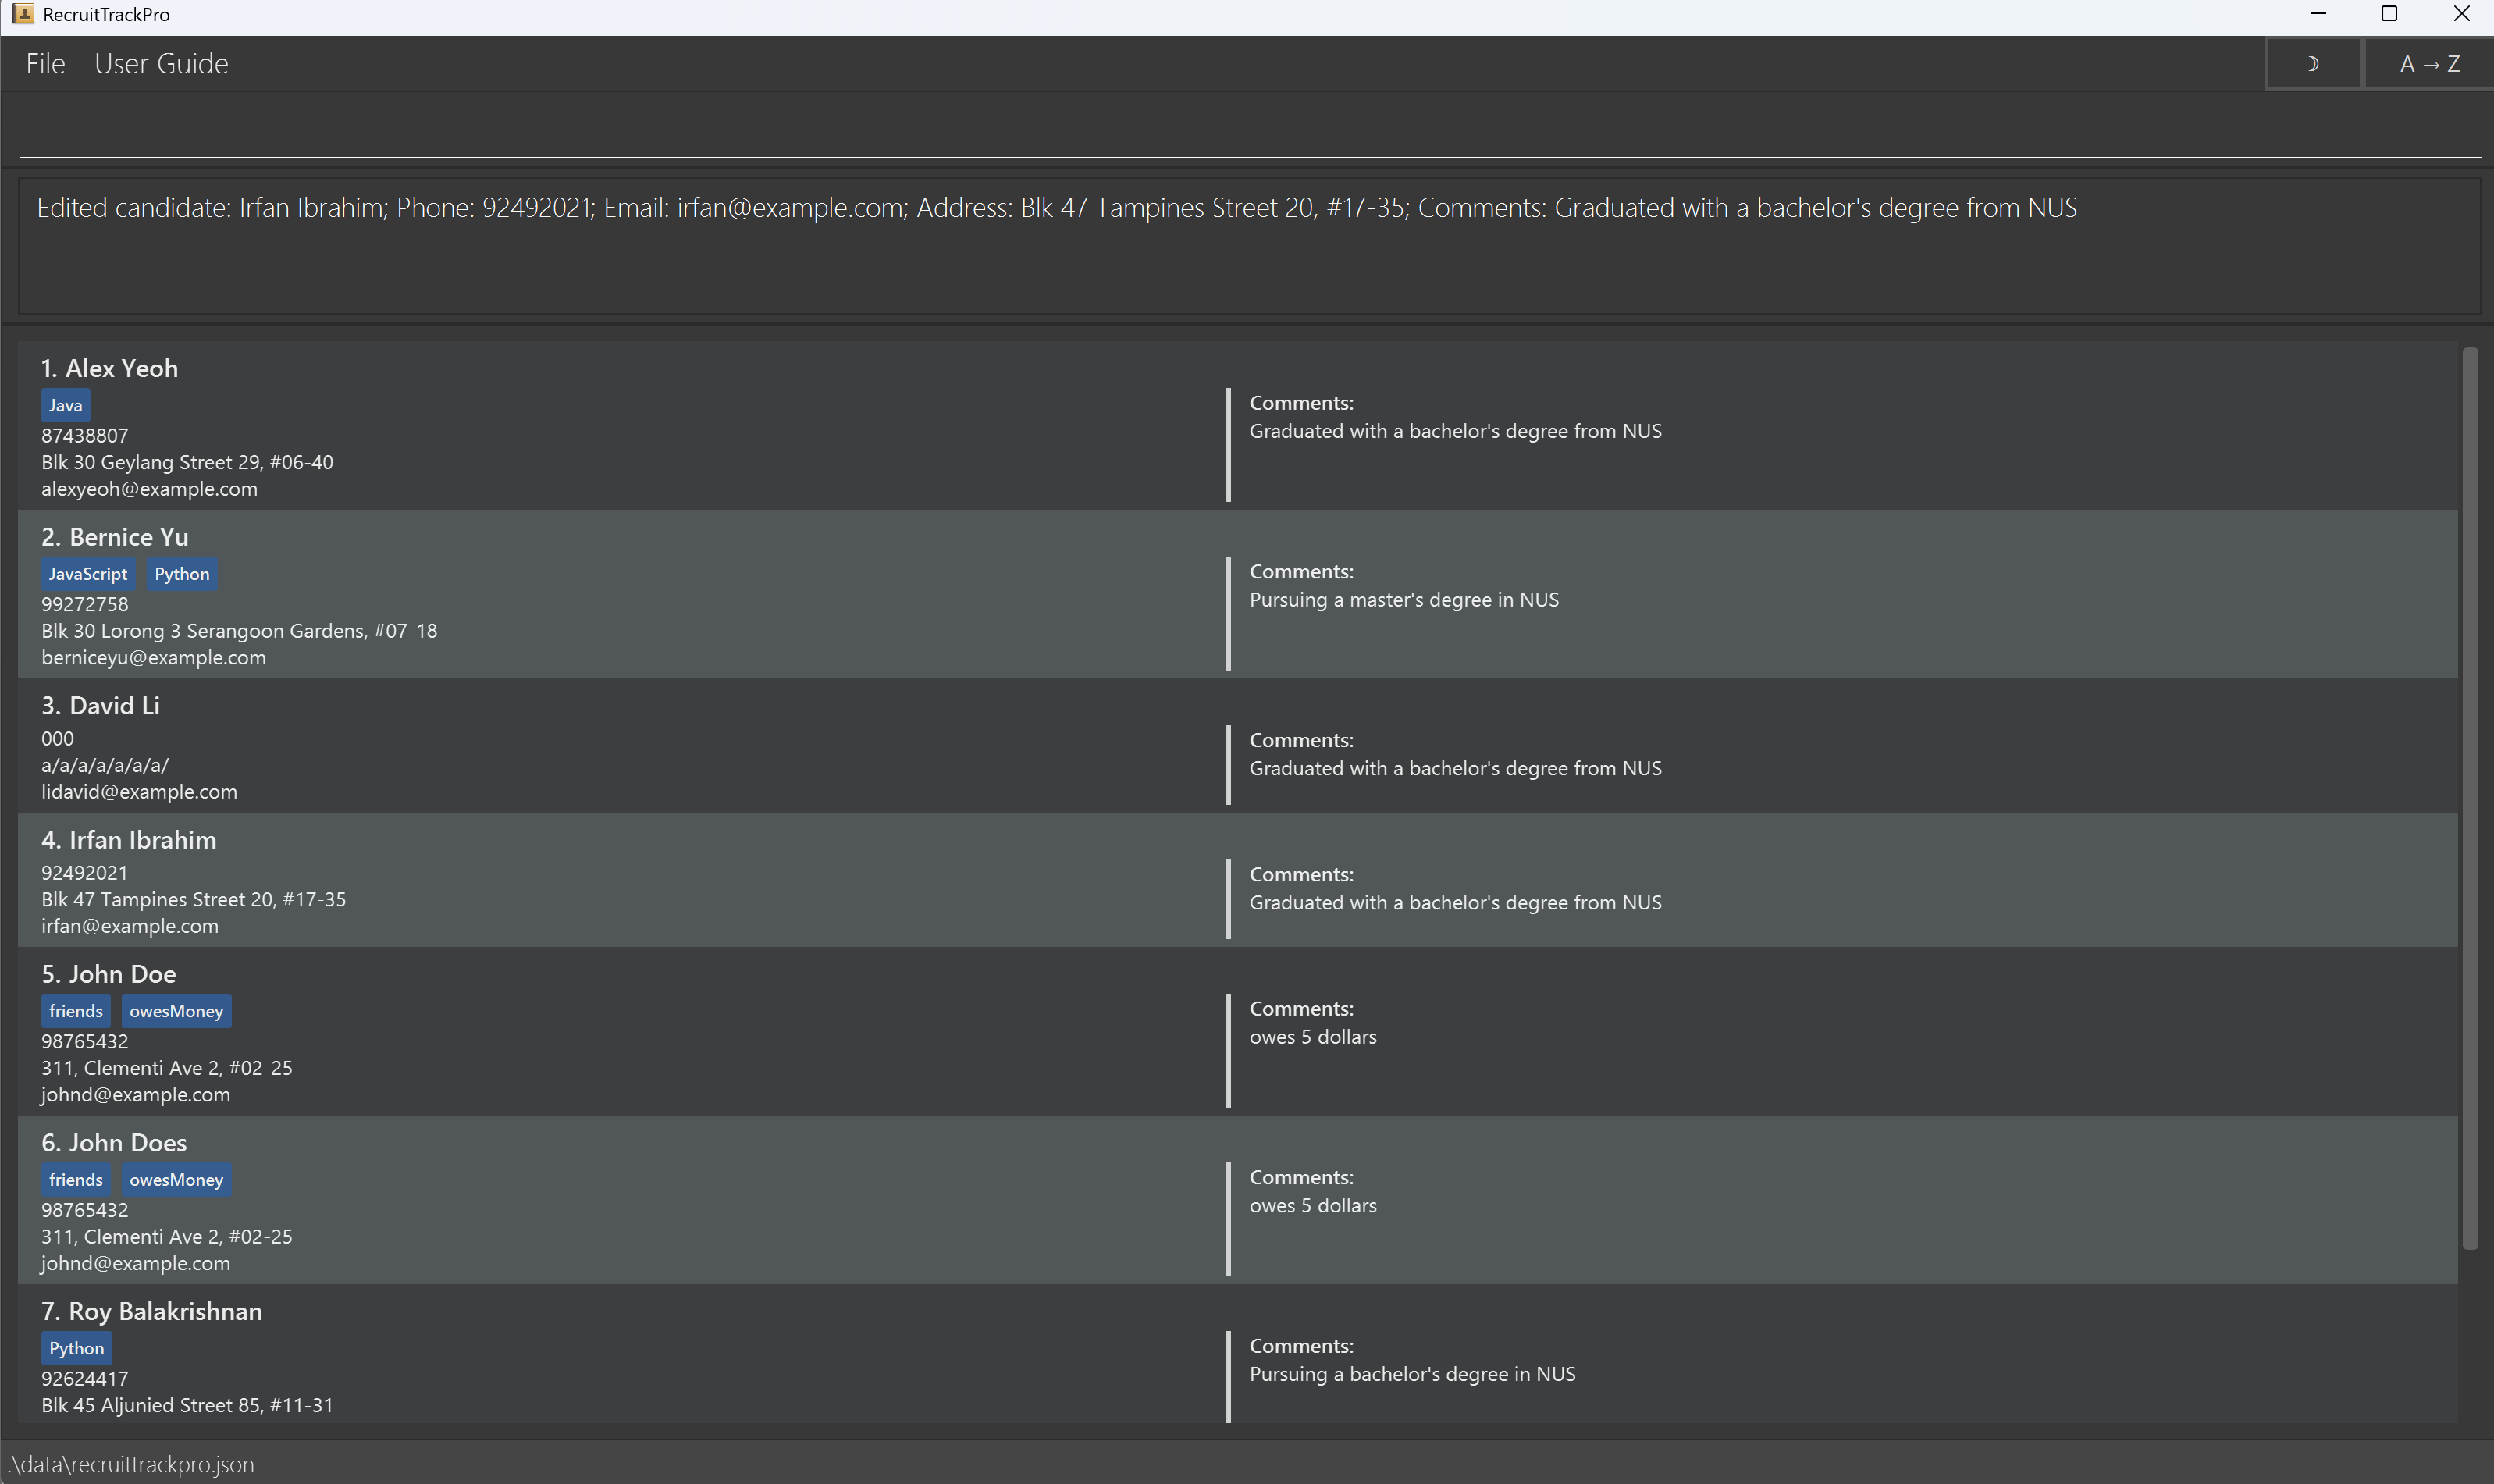 RecruitTrackPro
File User Guide
A → Z
Edited candidate: Irfan Ibrahim; Phone: 92492021; Email: irfan@example.com; Address: Blk 47 Tampines Street 20, #17-35; Comments: Graduated with a bachelor's degree from NUS
1. Alex Yeoh
Java
87438807
Blk 30 Geylang Street 29, #06-40
alexyeoh@example.com
Comments:
Graduated with a bachelor's degree from NUS
2. Bernice Yu
JavaScript Python
99272758
Blk 30 Lorong 3 Serangoon Gardens, #07-18
berniceyu@example.com
Comments:
Pursuing a master's degree in NUS
3. David Li
000
a/a/a/a/a/a/a/
lidavid@example.com
Comments:
Graduated with a bachelor's degree from NUS
4. Irfan Ibrahim
92492021
Blk 47 Tampines Street 20, #17-35
irfan@example.com
Comments:
Graduated with a bachelor's degree from NUS
5. John Doe
friends owesMoney
98765432
311, Clementi Ave 2, #02-25
johnd@example.com
Comments:
owes 5 dollars
6. John Does
friends owesMoney
98765432
311, Clementi Ave 2, #02-25
johnd@example.com
Comments:
owes 5 dollars
7. Roy Balakrishnan
Python
92624417
Blk 45 Aljunied Street 85, #11-31
Comments:
Pursuing a bachelor's degree in NUS
.\data\recruittrackpro.json